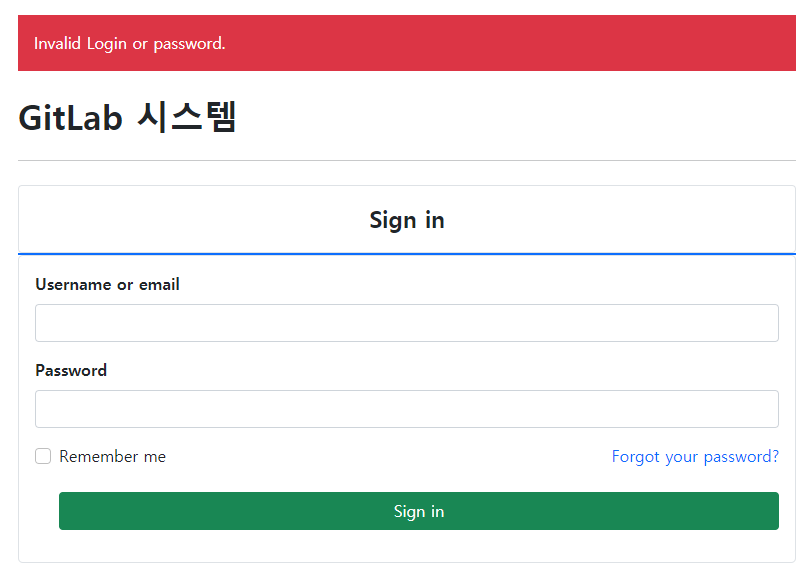 Invalid Login or password.
GitLab 시스템
Sign in
Username or email
Password
Remember me
Forgot your password?
Sign in